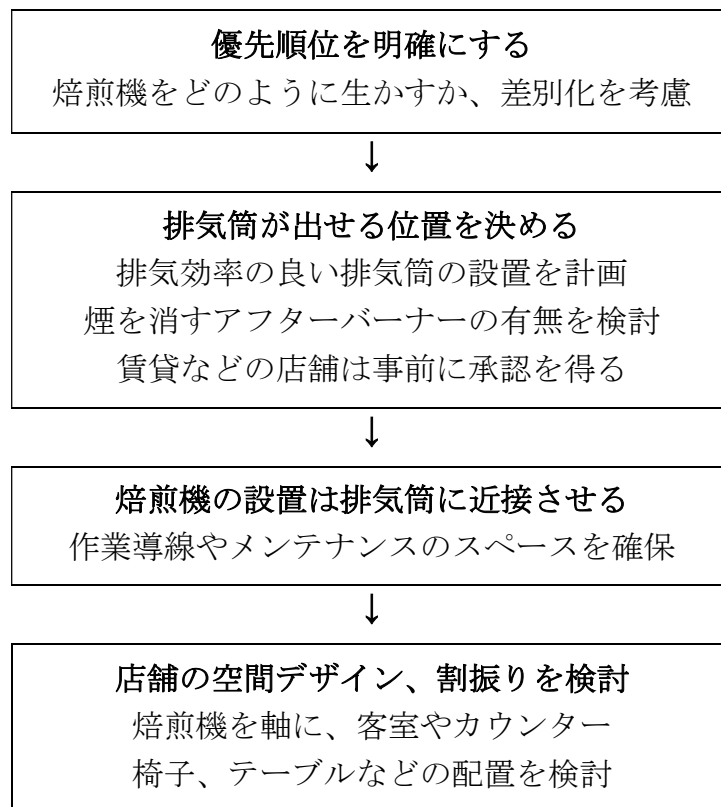 優先順位を明確にする
焙煎機をどのように生かすか、差別化を考慮
↓
排気筒が出せる位置を決める
排気効率の良い排気筒の設置を計画
煙を消すアフターバーナーの有無を検討
賃貸などの店舗は事前に承認を得る
↓
焙煎機の設置は排気筒に近接させる
作業導線やメンテナンスのスペースを確保
↓
店舗の空間デザイン、割振りを検討
焙煎機を軸に、客室やカウンター
椅子、テーブルなどの配置を検討